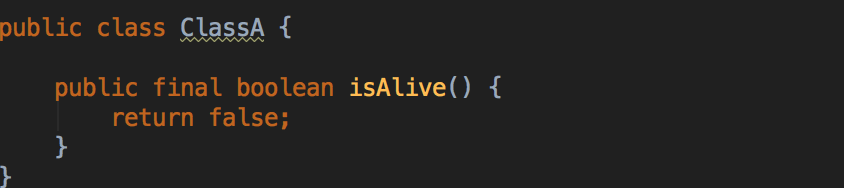 public class ClassA {
public final boolean isAlive() {
return false;
}
}